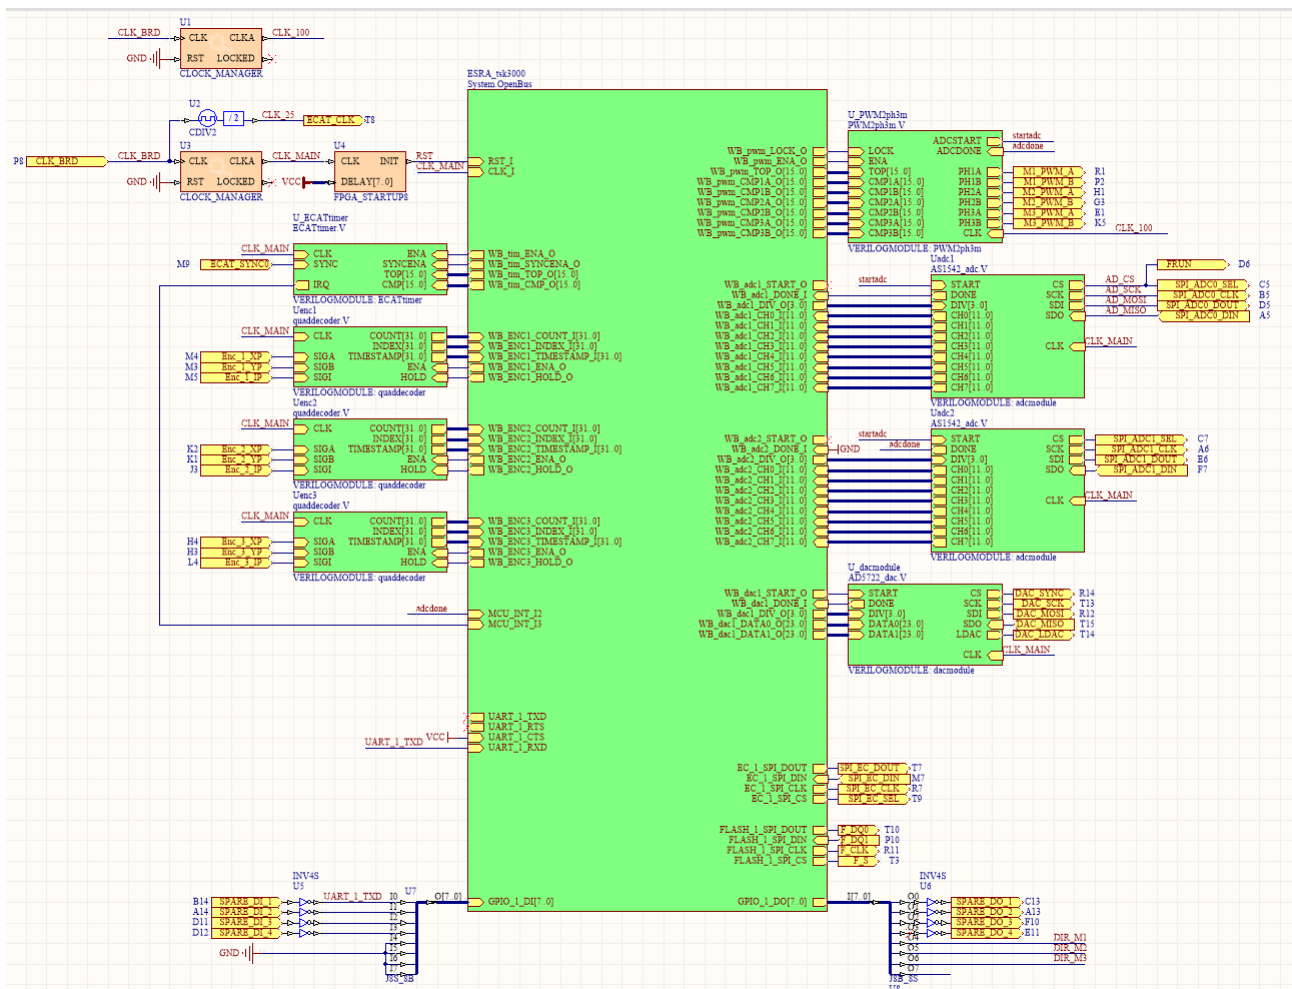 U1
CLK_BRD CLK CLKA CLK_100
GND RST LOCKED
CLOCK_MANAGER
U2
/ 2 CLK_25 ECAT_CLK T8
CDIV2
P8 CLK_BRD CLK_BRD
U3
CLK CLKA CLK_MAIN
GND RST LOCKED
CLOCK_MANAGER
U4
CLK INIT RST
VCC DELAY[7..0]
FPGA_STARTUP8
CLK_MAIN
ESRA_tsk3000
System OpenBus
RST_I
CLK_I
U_ECATtimer
ECATtimer.V
CLK_MAIN CLK ENA WB_tim_ENA_O
M9 ECAT_SYNC0 SYNC SYNCENA WB_tim_SYNCENA_O
TOP[15..0] WB_tim_TOP_O[15..0]
IRQ CMP[15..0] WB_tim_CMP_O[15..0]
VERILOGMODULE: ECATtimer
Uenc1
quaddecoder.V
CLK_MAIN CLK COUNT[31..0] WB_ENC1_COUNT_I[31..0]
INDEX[31..0] WB_ENC1_INDEX_I[31..0]
M4 Enc_1_XP SIGA TIMESTAMP[31..0] WB_ENC1_TIMESTAMP_I[31..0]
M3 Enc_1_YP SIGB ENA WB_ENC1_ENA_O
M5 Enc_1_IP SIGI HOLD WB_ENC1_HOLD_O
VERILOGMODULE: quaddecoder
Uenc2
quaddecoder.V
CLK_MAIN CLK COUNT[31..0] WB_ENC2_COUNT_I[31..0]
INDEX[31..0] WB_ENC2_INDEX_I[31..0]
K2 Enc_2_XP SIGA TIMESTAMP[31..0] WB_ENC2_TIMESTAMP_I[31..0]
K1 Enc_2_YP SIGB ENA WB_ENC2_ENA_O
J3 Enc_2_IP SIGI HOLD WB_ENC2_HOLD_O
VERILOGMODULE: quaddecoder
Uenc3
quaddecoder.V
CLK_MAIN CLK COUNT[31..0] WB_ENC3_COUNT_I[31..0]
INDEX[31..0] WB_ENC3_INDEX_I[31..0]
H4 Enc_3_XP SIGA TIMESTAMP[31..0] WB_ENC3_TIMESTAMP_I[31..0]
H3 Enc_3_YP SIGB ENA WB_ENC3_ENA_O
L4 Enc_3_IP SIGI HOLD WB_ENC3_HOLD_O
VERILOGMODULE: quaddecoder
adcdone MCU_INT_I2
MCU_INT_I3
UART_1_TXD
UART_1_RTS
VCC UART_1_CTS
UART_1_TXD UART_1_RXD
U_PWM2ph3m
PWM2ph3m.V
ADCSTART startadc
WB_pwm_LOCK_O LOCK ADCDONE adcdone
WB_pwm_ENA_O ENA
WB_pwm_TOP_O[15..0] TOP[15..0] PH1A M1_PWM_A R1
WB_pwm_CMP1A_O[15..0] CMP1A[15..0] PH1B M1_PWM_B P2
WB_pwm_CMP1B_O[15..0] CMP1B[15..0] PH2A M2_PWM_A H1
WB_pwm_CMP2A_O[15..0] CMP2A[15..0] PH2B M2_PWM_B G3
WB_pwm_CMP2B_O[15..0] CMP2B[15..0] PH3A M3_PWM_A E1
WB_pwm_CMP3A_O[15..0] CMP3A[15..0] PH3B M3_PWM_B K5
WB_pwm_CMP3B_O[15..0] CMP3B[15..0] CLK CLK_100
VERILOGMODULE: PWM2ph3m
Uadc1
AS1542_adc.V
FRUN D6
WB_adc1_START_O startadc START CS AD_CS SPI_ADC0_SEL C5
WB_adc1_DONE_I DONE SCK AD_SCK SPI_ADC0_CLK B5
WB_adc1_DIV_O[3..0] DIV[3..0] SDI AD_MOSI SPI_ADC0_DOUT D5
WB_adc1_CH0_I[11..0] CH0[11..0] SDO AD_MISO SPI_ADC0_DIN A5
WB_adc1_CH1_I[11..0] CH1[11..0]
WB_adc1_CH2_I[11..0] CH2[11..0]
WB_adc1_CH3_I[11..0] CH3[11..0] CLK CLK_MAIN
WB_adc1_CH4_I[11..0] CH4[11..0]
WB_adc1_CH5_I[11..0] CH5[11..0]
WB_adc1_CH6_I[11..0] CH6[11..0]
WB_adc1_CH7_I[11..0] CH7[11..0]
VERILOGMODULE: adcmodule
Uadc2
AS1542_adc.V
WB_adc2_START_O startadc START CS SPI_ADC1_SEL C7
WB_adc2_DONE_I GND adcdone DONE SCK SPI_ADC1_CLK A6
WB_adc2_DIV_O[3..0] DIV[3..0] SDI SPI_ADC1_DOUT E6
WB_adc2_CH0_I[11..0] CH0[11..0] SDO SPI_ADC1_DIN F7
WB_adc2_CH1_I[11..0] CH1[11..0]
WB_adc2_CH2_I[11..0] CH2[11..0]
WB_adc2_CH3_I[11..0] CH3[11..0] CLK CLK_MAIN
WB_adc2_CH4_I[11..0] CH4[11..0]
WB_adc2_CH5_I[11..0] CH5[11..0]
WB_adc2_CH6_I[11..0] CH6[11..0]
WB_adc2_CH7_I[11..0] CH7[11..0]
VERILOGMODULE: adcmodule
U_dacmodule
AD5722_dac.V
WB_dac1_START_O START CS DAC_SYNC R14
WB_dac1_DONE_I DONE SCK DAC_SCK T13
WB_dac1_DIV_O[3..0] DIV[3..0] SDI DAC_MOSI R12
WB_dac1_DATA0_O[23..0] DATA0[23..0] SDO DAC_MISO T15
WB_dac1_DATA1_O[23..0] DATA1[23..0] LDAC DAC_LDAC T14
CLK CLK_MAIN
VERILOGMODULE: dacmodule
EC_1_SPI_DOUT SPI_EC_DOUT T7
EC_1_SPI_DIN SPI_EC_DIN M7
EC_1_SPI_CLK SPI_EC_CLK R7
EC_1_SPI_CS SPI_EC_SEL T9
FLASH_1_SPI_DOUT F_DQ0 T10
FLASH_1_SPI_DIN F_DQ1 P10
FLASH_1_SPI_CLK F_CLK R11
FLASH_1_SPI_CS F_S T3
INV4S
U5
U7
B14 SPARE_DI_1 UART_1_TXD I0 O[7..0] GPIO_1_DI[7..0]
A14 SPARE_DI_2 I1
D11 SPARE_DI_3 I2
D12 SPARE_DI_4 I3
I4
GND I5
I6
I7
J8S_8B
INV4S
U6
GPIO_1_DO[7..0] I[7..0] O0 SPARE_DO_1 C13
SPARE_DO_2 A13
SPARE_DO_3 F10
SPARE_DO_4 E11
O4 DIR_M1
O5 DIR_M2
O6 DIR_M3
O7
J8B_8S